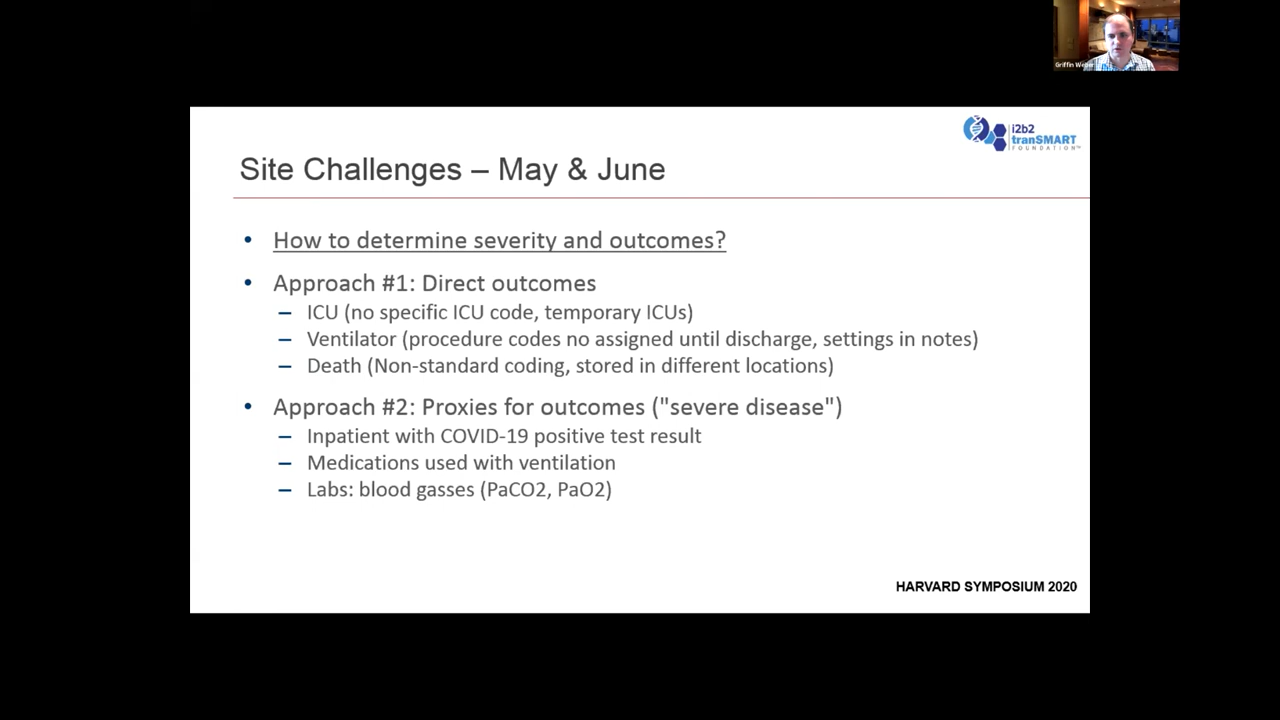 Griffin Weber
i2b2
tranSMART
FOUNDATION™
Site Challenges – May & June
• How to determine severity and outcomes?
• Approach #1: Direct outcomes
– ICU (no specific ICU code, temporary ICUs)
– Ventilator (procedure codes no assigned until discharge, settings in notes)
– Death (Non-standard coding, stored in different locations)
• Approach #2: Proxies for outcomes ("severe disease")
– Inpatient with COVID-19 positive test result
– Medications used with ventilation
– Labs: blood gasses (PaCO2, PaO2)
HARVARD SYMPOSIUM 2020